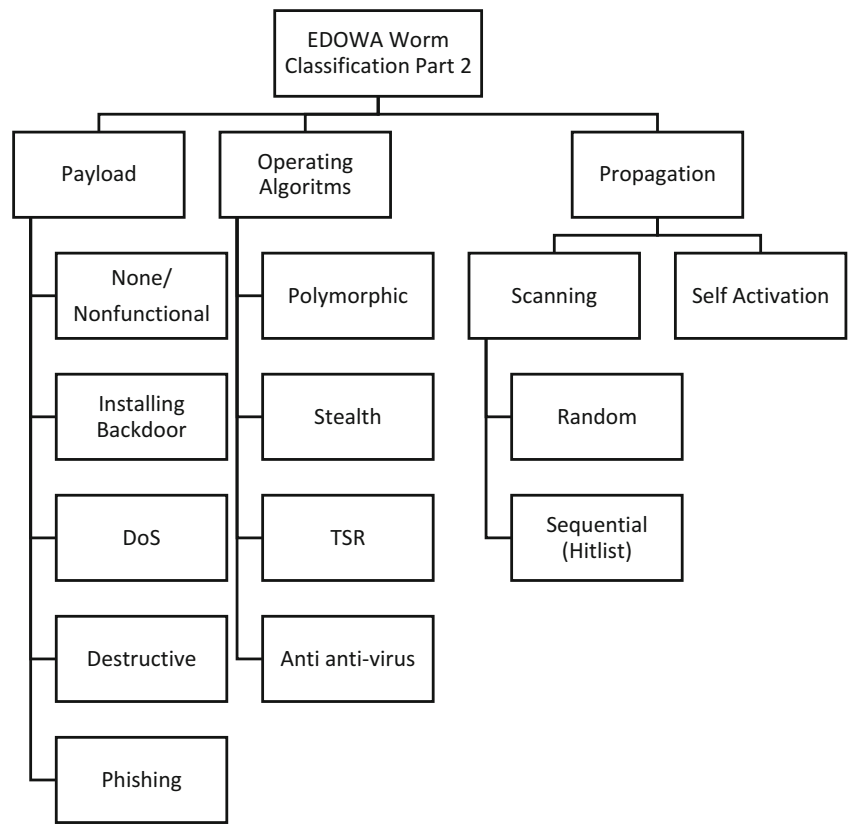 EDOWA Worm
Classification Part 2
Payload
Operating
Algoritms
Propagation
None/
Nonfunctional
Polymorphic
Scanning
Self Activation
Installing
Backdoor
Stealth
Random
DoS
TSR
Sequential
(Hitlist)
Destructive
Anti anti-virus
Phishing